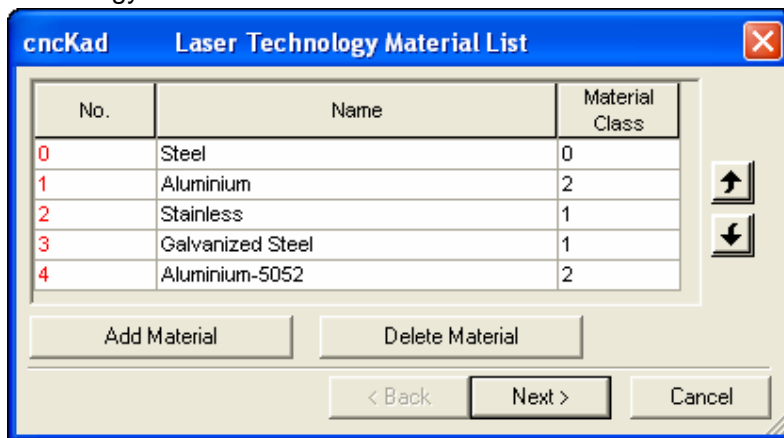 cncKad Laser Technology Material List
No. Name Material Class
0 Steel 0
1 Aluminium 2
2 Stainless 1
3 Galvanized Steel 1
4 Aluminium-5052 2
Add Material Delete Material
< Back Next > Cancel